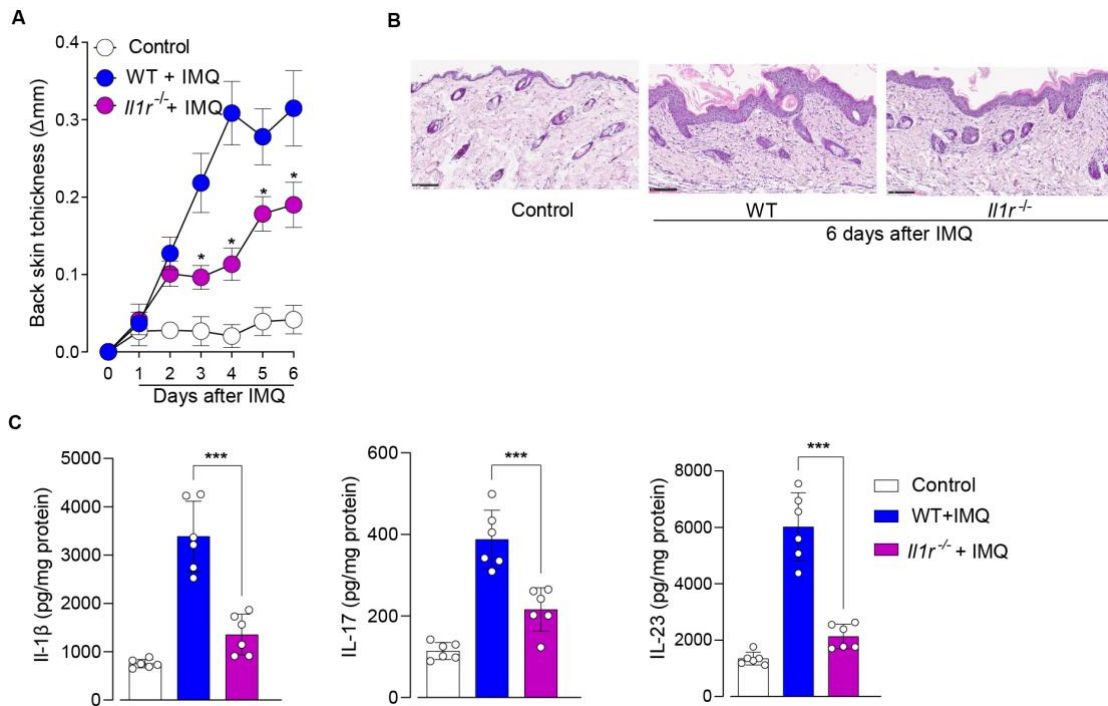 A
Back skin tchickness (Δmm)
0.4
0.3
0.2
0.1
0.0
Control
WT + IMQ
Il1r-/-+ IMQ
*
*
*
*
0 1 2 3 4 5 6
Days after IMQ
B
Control
WT
Il1r-/-
6 days after IMQ
C
Il-1β (pg/mg protein)
5000
4000
3000
2000
1000
0
***
IL-17 (pg/mg protein)
600
400
200
0
***
IL-23 (pg/mg protein)
8000
6000
4000
2000
0
***
Control
WT+IMQ
Il1r-/- + IMQ